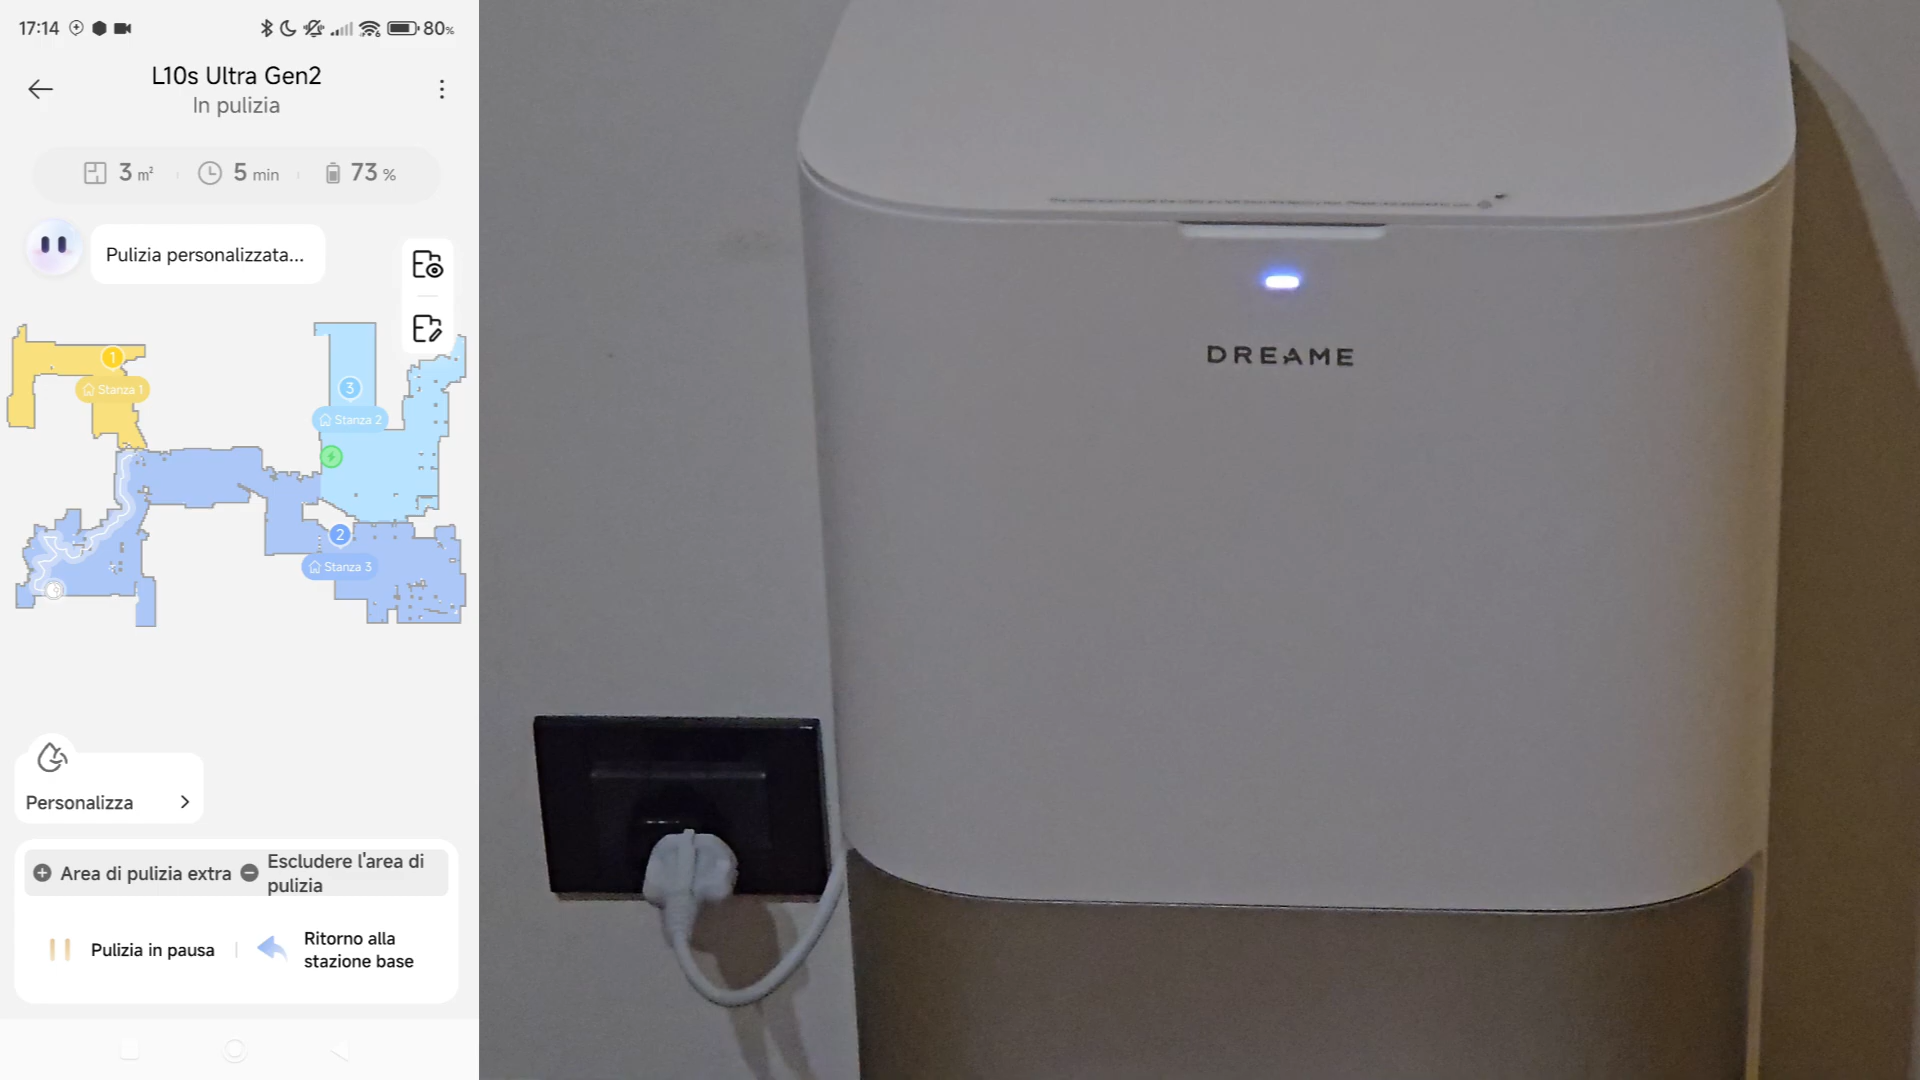 17:14
80%
L10s Ultra Gen2
In pulizia
3 m²
5 min
73 %
Pulizia personalizzata...
1
Stanza 1
3
Stanza 2
2
Stanza 3
Personalizza
Area di pulizia extra
Escludere l'area di
pulizia
Pulizia in pausa
Ritorno alla
stazione base
DREAME